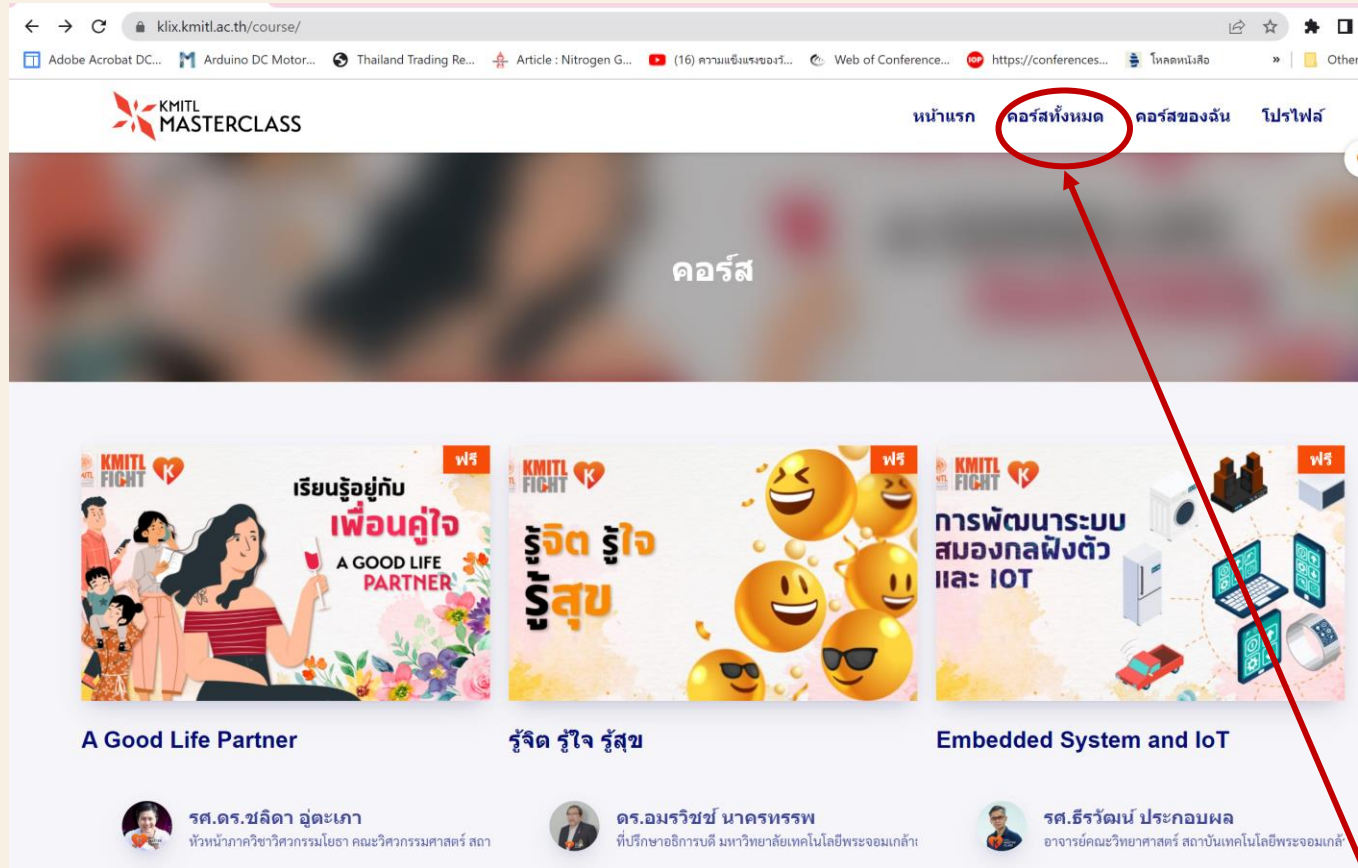 klix.kmitl.ac.th/course/
Adobe Acrobat DC... Arduino DC Motor... Thailand Trading Re... Article : Nitrogen G... (16) ความแข็งแรงของวั... Web of Conference... IOP https://conferences... โหลดหนังสือ » Other
KMITL
MASTERCLASS
หน้าแรก คอร์สทั้งหมด คอร์สของฉัน โปรไฟล์
คอร์ส
KMITL
FIGHT
K
ฟรี
เรียนรู้อยู่กับ
เพื่อนคู่ใจ
A GOOD LIFE
PARTNER
KMITL
FIGHT
K
ฟรี
รู้จิต รู้ใจ
รู้สุข
KMITL
FIGHT
K
ฟรี
การพัฒนาระบบ
สมองกลฝังตัว
และ IOT
A Good Life Partner
รู้จิต รู้ใจ รู้สุข
Embedded System and IoT
รศ.ดร.ชลิดา อู่ตะเภา
หัวหน้าภาควิชาวิศวกรรมโยธา คณะวิศวกรรมศาสตร์ สถา
ดร.อมรวิชช์ นาครทรรพ
ที่ปรึกษาอธิการบดี มหาวิทยาลัยเทคโนโลยีพระจอมเกล้า
รศ.ธีรวัฒน์ ประกอบผล
อาจารย์คณะวิทยาศาสตร์ สถาบันเทคโนโลยีพระจอมเกล้า